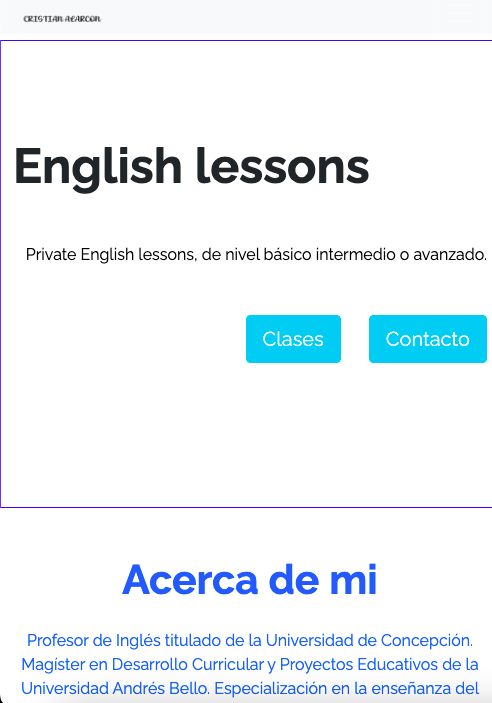 CRISTIAN ALARCON
English lessons
Private English lessons, de nivel básico intermedio o avanzado.
Clases Contacto
Acerca de mi
Profesor de Inglés titulado de la Universidad de Concepción.
Magíster en Desarrollo Curricular y Proyectos Educativos de la
Universidad Andrés Bello. Especialización en la enseñanza del